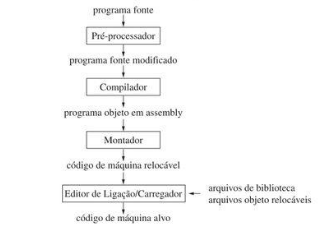 programa fonte
Pré-processador
programa fonte modificado
Compilador
programa objeto em assembly
Montador
código de máquina relocável
Editor de Ligação/Carregador
arquivos de biblioteca
arquivos objeto relocáveis
código de máquina alvo